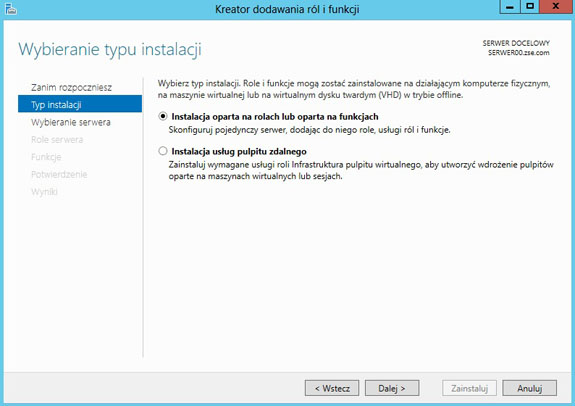 Kreator dodawania ról i funkcji
Wybieranie typu instalacji
SERWER DOCELOWY
SERWER00.zse.com
Zanim rozpoczniesz
Typ instalacji
Wybieranie serwera
Role serwera
Funkcje
Potwierdzenie
Wyniki
Wybierz typ instalacji. Role i funkcje mogą zostać zainstalowane na działającym komputerze fizycznym,
na maszynie wirtualnej lub na wirtualnym dysku twardym (VHD) w trybie offline.
Instalacja oparta na rolach lub oparta na funkcjach
Skonfiguruj pojedynczy serwer, dodając do niego role, usługi ról i funkcje.
Instalacja usług pulpitu zdalnego
Zainstaluj wymagane usługi roli Infrastruktura pulpitu wirtualnego, aby utworzyć wdrożenie pulpitów
oparte na maszynach wirtualnych lub sesjach.
< Wstecz
Dalej >
Zainstaluj
Anuluj